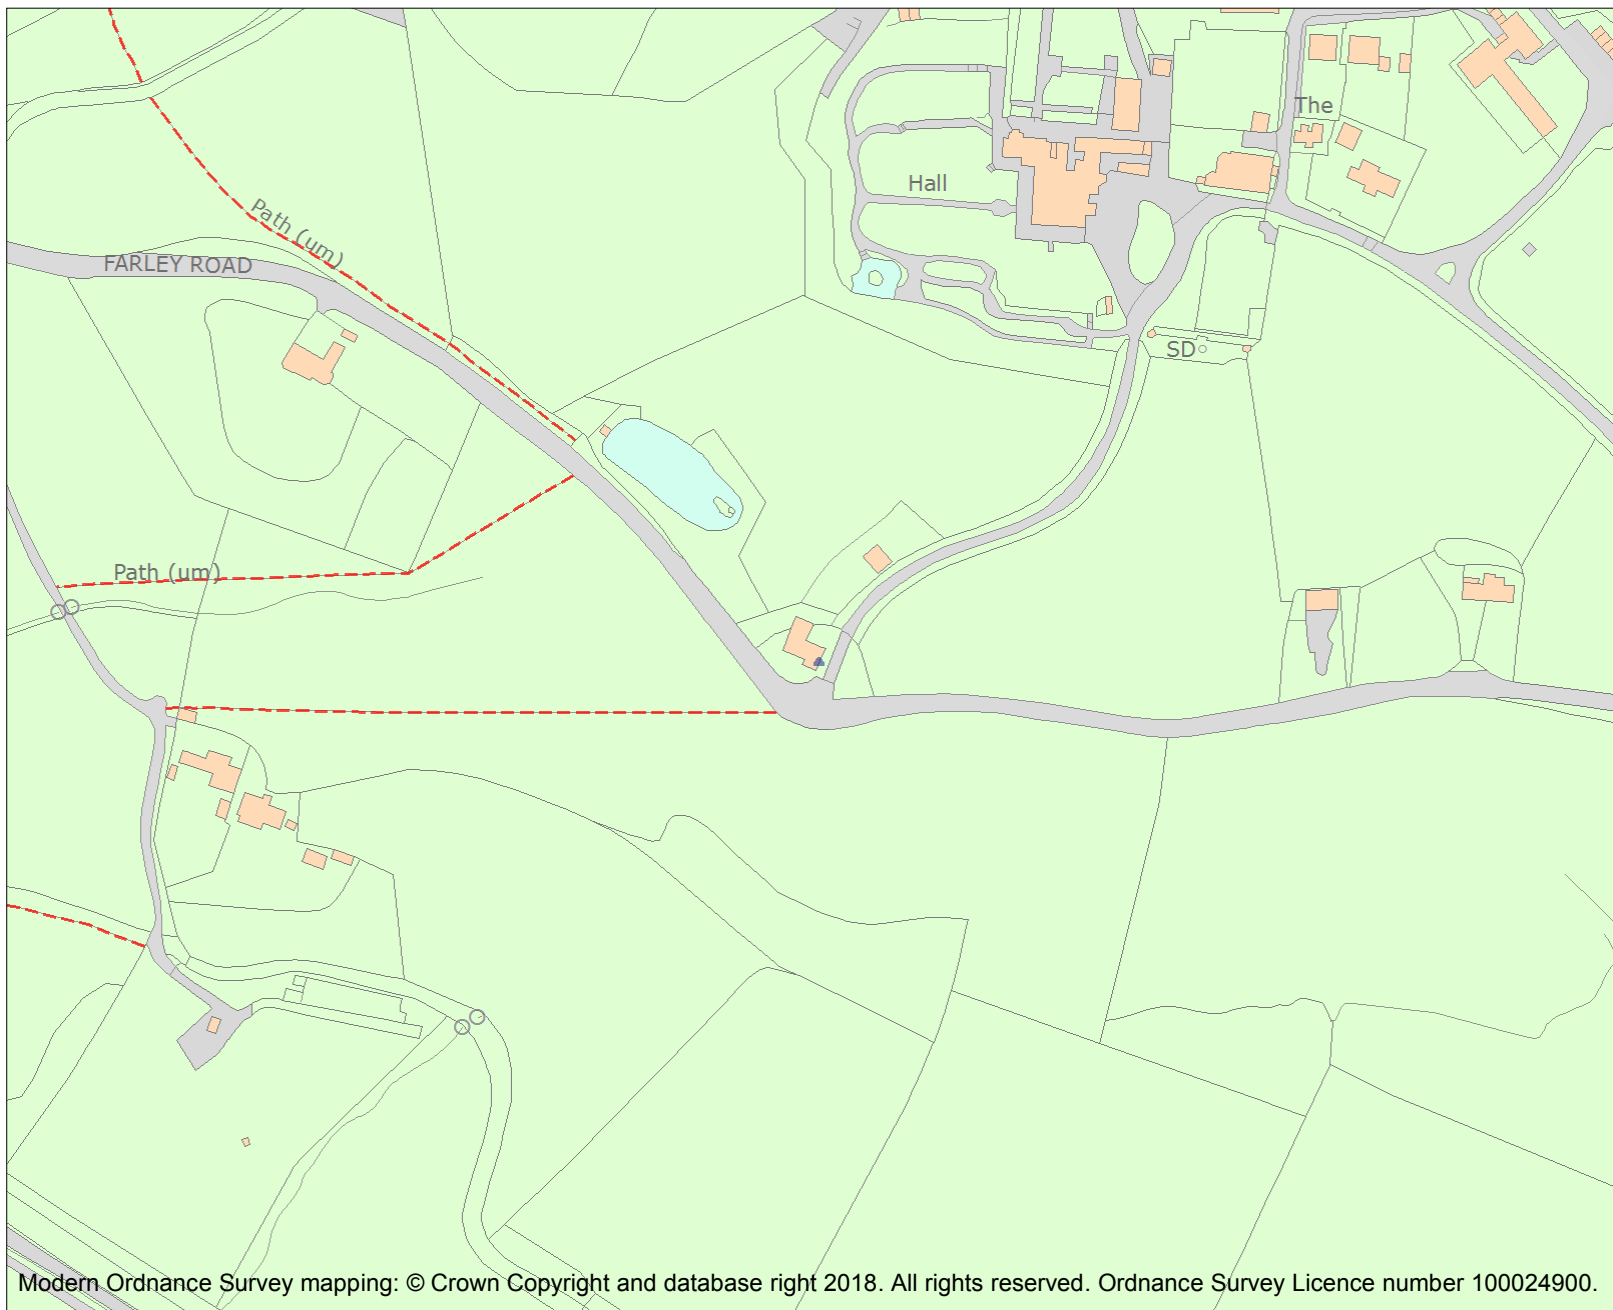 The
Hall
Path (um)
FARLEY ROAD
SD
Path (um)
Modern Ordnance Survey mapping: © Crown Copyright and database right 2018. All rights reserved. Ordnance Survey Licence number 100024900.